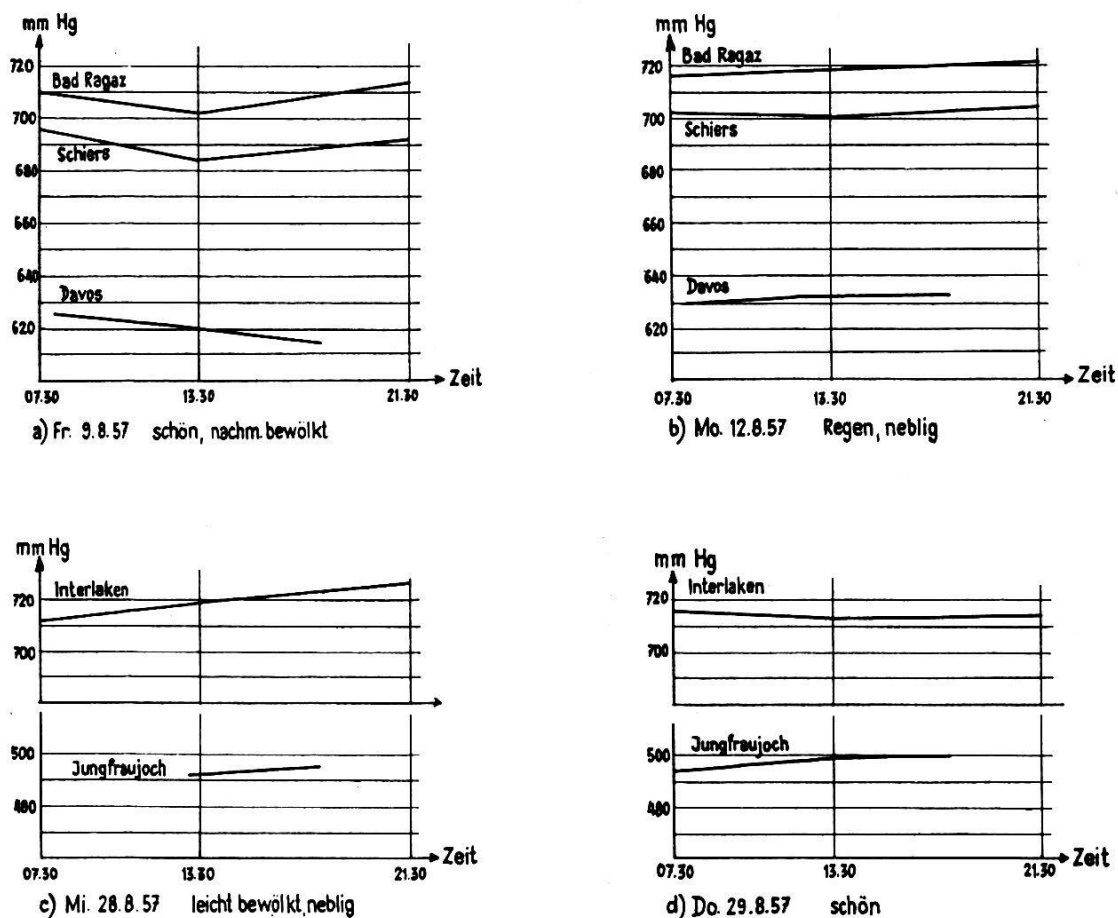 mm Hg
720
Bad Ragaz
700
Schiers
680
660
640
Davos
620
Zeit
07.30 13.30 21.30
a) Fr. 9.8.57 schön, nachm. bewölkt
mm Hg
Bad Ragaz
720
700
Schiers
680
660
640
Davos
620
Zeit
07.30 13.30 21.30
b) Mo. 12.8.57 Regen, neblig
mm Hg
Interlaken
720
700
500
Jungfraujoch
480
Zeit
07.30 13.30 21.30
c) Mi. 28.8.57 leicht bewölkt, neblig
mm Hg
Interlaken
720
700
Jungfraujoch
500
480
Zeit
07.30 13.30 21.30
d) Do. 29.8.57 schön